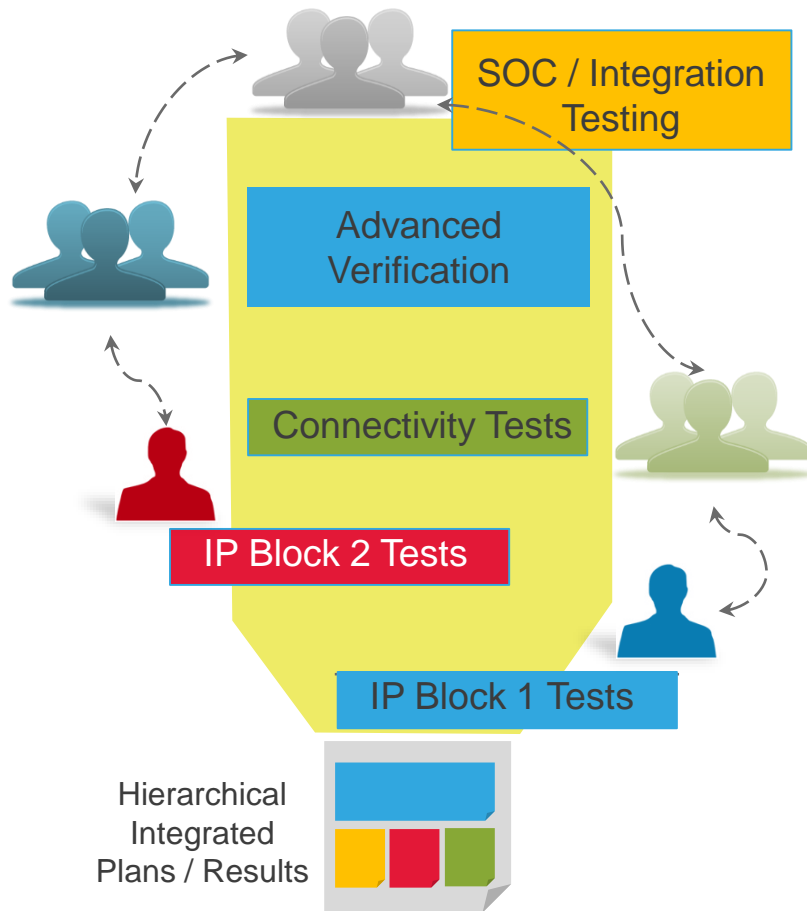 SOC / Integration
Testing
Advanced
Verification
Connectivity Tests
IP Block 2 Tests
IP Block 1 Tests
Hierarchical
Integrated
Plans / Results